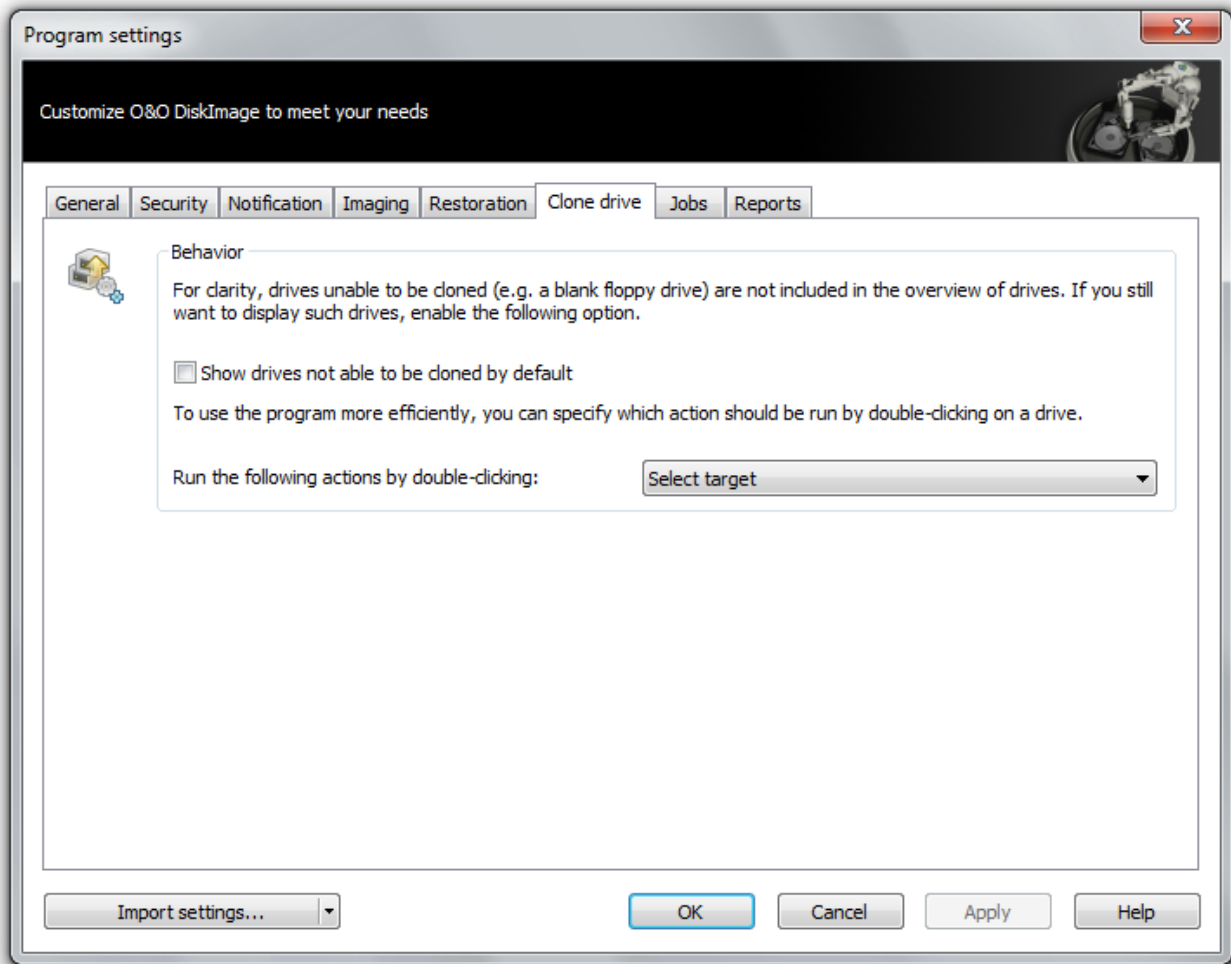 Program settings
Customize O&O DiskImage to meet your needs
General Security Notification Imaging Restoration Clone drive Jobs Reports
Behavior
For clarity, drives unable to be cloned (e.g. a blank floppy drive) are not included in the overview of drives. If you still
want to display such drives, enable the following option.
Show drives not able to be cloned by default
To use the program more efficiently, you can specify which action should be run by double-clicking on a drive.
Run the following actions by double-clicking: Select target
Import settings... OK Cancel Apply Help